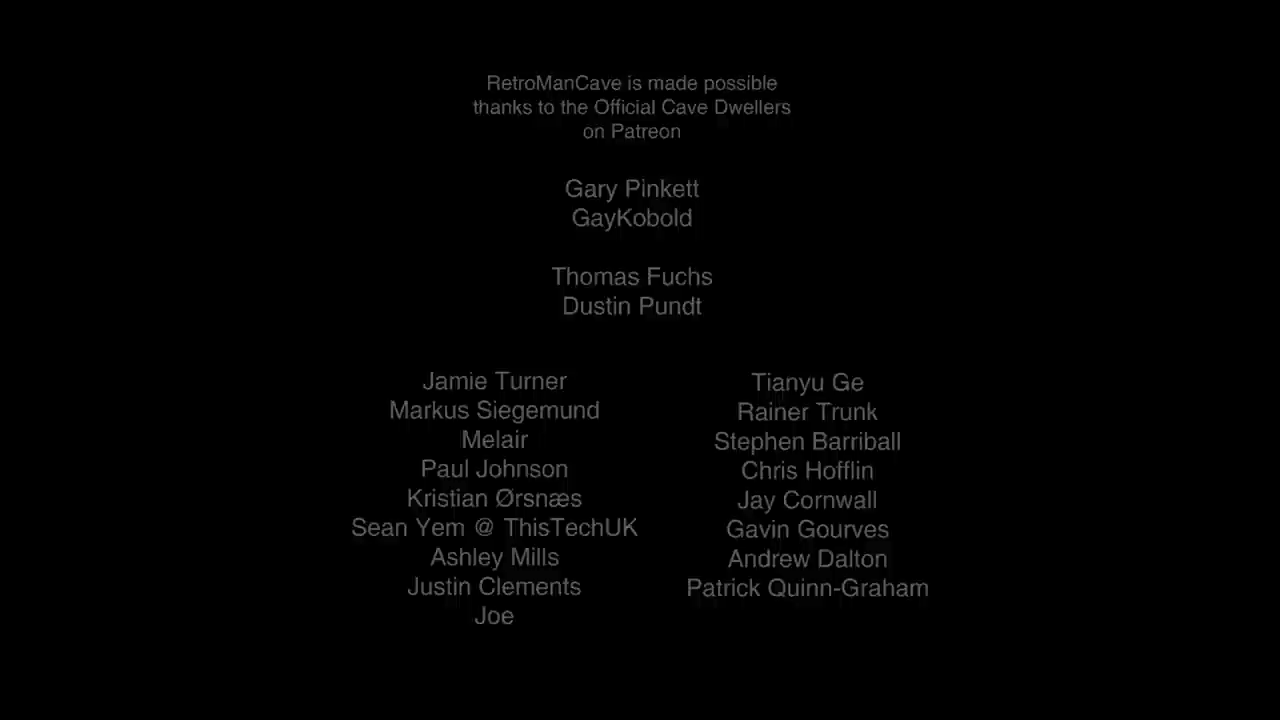 RetroManCave is made possible
thanks to the Official Cave Dwellers
on Patreon
Gary Pinkett
GayKobold
Thomas Fuchs
Dustin Pundt
Jamie Turner
Markus Siegemund
Melair
Paul Johnson
Kristian Ørsnæs
Sean Yem @ ThisTechUK
Ashley Mills
Justin Clements
Joe
Tianyu Ge
Rainer Trunk
Stephen Barriball
Chris Hofflin
Jay Cornwall
Gavin Gourves
Andrew Dalton
Patrick Quinn-Graham